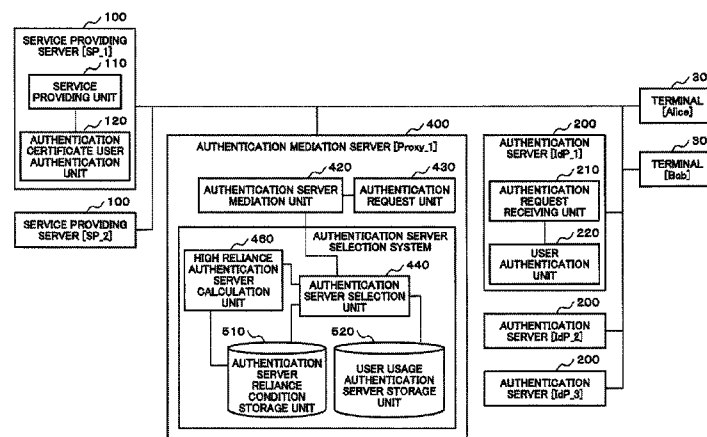 100
SERVICE PROVIDING
SERVER [SP_1]
110
SERVICE
PROVIDING UNIT
120
AUTHENTICATION
CERTIFICATE USER
AUTHENTICATION
UNIT
100
SERVICE PROVIDING
SERVER [SP_2]
400
AUTHENTICATION MEDIATION SERVER [Proxy_1]
420
AUTHENTICATION SERVER
MEDIATION UNIT
430
AUTHENTICATION
REQUEST UNIT
AUTHENTICATION SERVER
SELECTION SYSTEM
460
HIGH RELIANCE
AUTHENTICATION
SERVER
CALCULATION
UNIT
440
AUTHENTICATION
SERVER SELECTION
UNIT
510
AUTHENTICATION
SERVER
RELIANCE
CONDITION
STORAGE UNIT
520
USER USAGE
AUTHENTICATION
SERVER STORAGE
UNIT
200
AUTHENTICATION
SERVER [IdP_1]
210
AUTHENTICATION
REQUEST
RECEIVING UNIT
220
USER
AUTHENTICATION
UNIT
200
AUTHENTICATION
SERVER [IdP_2]
200
AUTHENTICATION
SERVER [IdP_3]
TERMINAL
[Alice]
TERMINAL
[Bob]